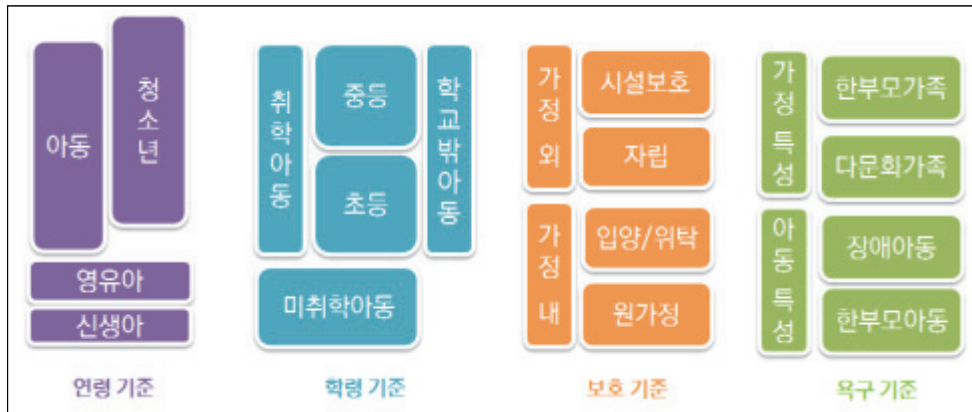 아동
청소년
영유아
신생아
연령 기준
취학아동
중등
초등
학교밖아동
미취학아동
학령 기준
가정 외
시설보호
자립
가정 내
입양/위탁
원가정
보호 기준
가정 특성
한부모가족
다문화가족
아동 특성
장애아동
한부모아동
욕구 기준